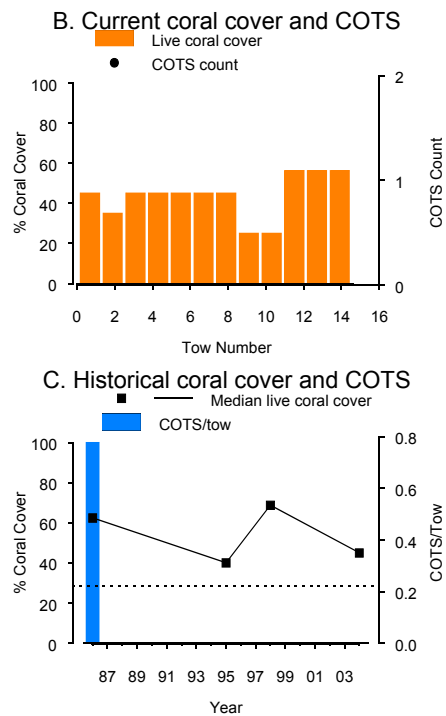 B. Current coral cover and COTS
Live coral cover
COTS count
100
80
60
40
20
0
% Coral Cover
2
1
0
COTS Count
0 2 4 6 8 10 12 14 16
Tow Number
C. Historical coral cover and COTS
Median live coral cover
COTS/tow
100
80
60
40
20
0
% Coral Cover
0.8
0.6
0.4
0.2
0.0
COTS/Tow
87 89 91 93 95 97 99 01 03
Year